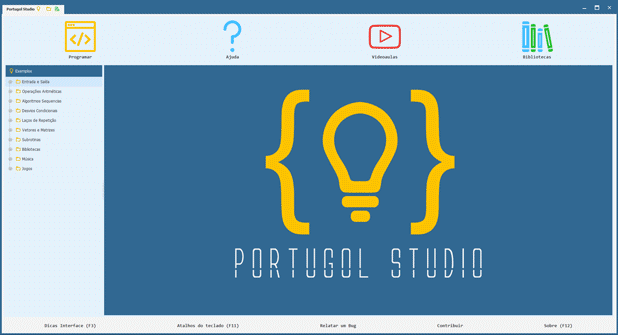 Portugol Studio
Programar
Ajuda
Videoaulas
Bibliotecas
Exemplos
Entrada e Saída
Operações Aritméticas
Algoritmos Sequenciais
Desvios Condicionais
Laços de Repetição
Vetores e Matrizes
Subrotinas
Bibliotecas
Música
Jogos
PORTUGOL STUDIO
Dicas Interface (F3)
Atalhos do teclado (F11)
Relatar um Bug
Contribuir
Sobre (F12)